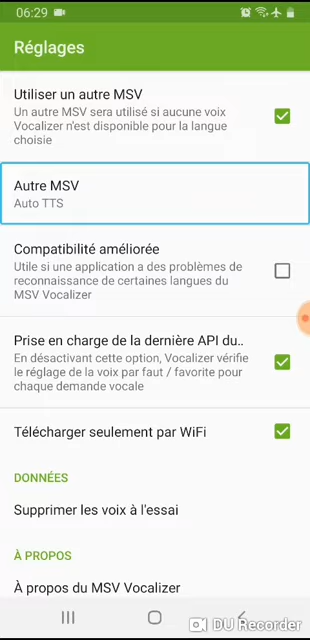 06:29
Réglages
Utiliser un autre MSV
Un autre MSV sera utilisé si aucune voix
Vocalizer n'est disponible pour la langue
choisie
Autre MSV
Auto TTS
Compatibilité améliorée
Utile si une application a des problèmes de
reconnaissance de certaines langues du
MSV Vocalizer
Prise en charge de la dernière API du..
En désactivant cette option, Vocalizer vérifie
le réglage de la voix par faut / favorite pour
chaque demande vocale
Télécharger seulement par WiFi
DONNÉES
Supprimer les voix à l'essai
À PROPOS
À propos du MSV Vocalizer
DU Recorder